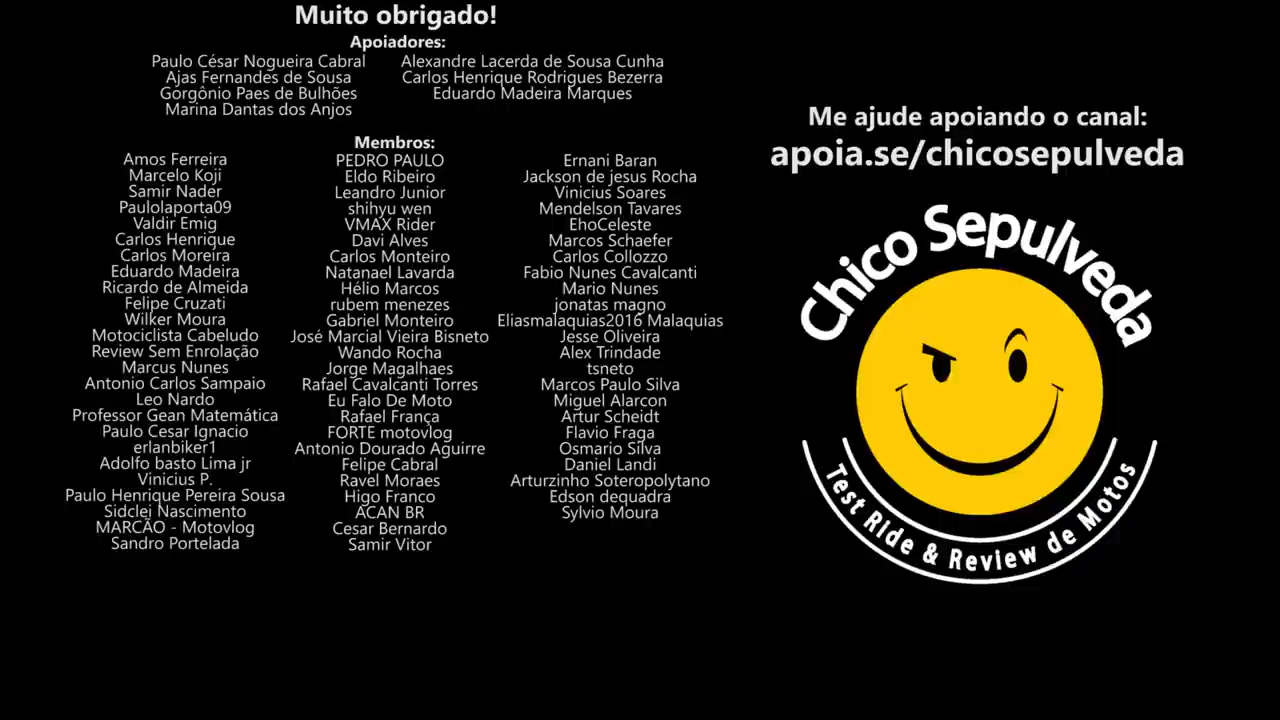 Muito obrigado!
Apoiadores:
Paulo César Nogueira Cabral
Ajas Fernandes de Sousa
Gorgônio Paes de Bulhões
Marina Dantas dos Anjos
Alexandre Lacerda de Sousa Cunha
Carlos Henrique Rodrigues Bezerra
Eduardo Madeira Marques
Membros:
Amos Ferreira
Marcelo Koji
Samir Nader
Paulolaporta09
Valdir Emig
Carlos Henrique
Carlos Moreira
Eduardo Madeira
Ricardo de Almeida
Felipe Cruzati
Wilker Moura
Motociclista Cabeludo
Review Sem Enrolação
Marcus Nunes
Antonio Carlos Sampaio
Leo Nardo
Professor Gean Matemática
Paulo Cesar Ignacio
erlanbiker1
Adolfo basto Lima jr
Vinicius P.
Paulo Henrique Pereira Sousa
Sidclei Nascimento
MARCÃO - Motovlog
Sandro Portelada
PEDRO PAULO
Eldo Ribeiro
Leandro Junior
shihyu wen
VMAX Rider
Davi Alves
Carlos Monteiro
Natanael Lavarda
Hélio Marcos
rubem menezes
Gabriel Monteiro
José Marcial Vieira Bisneto
Wando Rocha
Jorge Magalhaes
Rafael Cavalcanti Torres
Eu Falo De Moto
Rafael França
FORTE motovlog
Antonio Dourado Aguirre
Felipe Cabral
Ravel Moraes
Higo Franco
ACAN BR
Cesar Bernardo
Samir Vitor
Ernani Baran
Jackson de jesus Rocha
Vinicius Soares
Mendelson Tavares
EhoCeleste
Marcos Schaefer
Carlos Collozzo
Fabio Nunes Cavalcanti
Mario Nunes
jonatas magno
Eliasmalaquias2016 Malaquias
Jesse Oliveira
Alex Trindade
tsneto
Marcos Paulo Silva
Miguel Alarcon
Artur Scheidt
Flavio Fraga
Osmario Silva
Daniel Landi
Arturzinho Soteropolytano
Edson dequadra
Sylvio Moura
Me ajude apoiando o canal:
apoia.se/chicosepulveda
Chico Sepulveda
Test Ride & Review de Motos